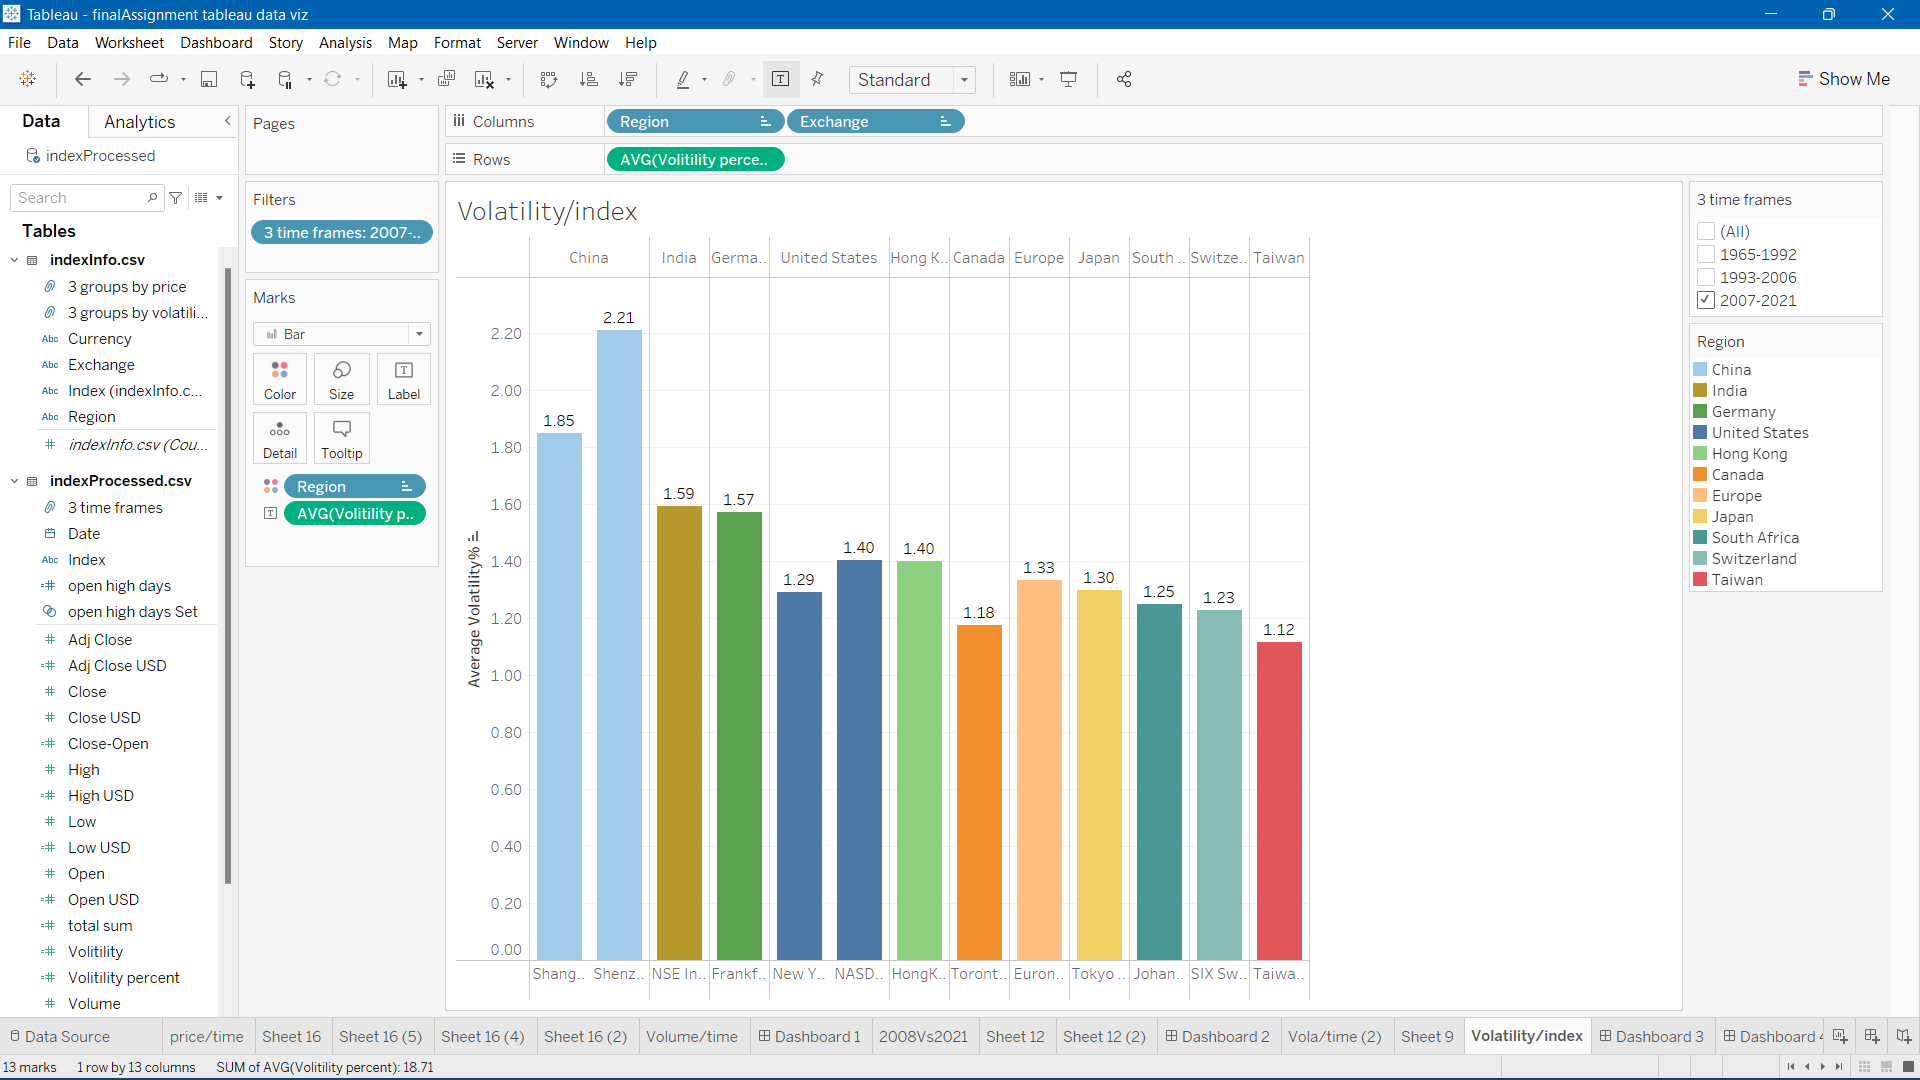 Tableau - finalAssignment tableau data viz
File Data Worksheet Dashboard Story Analysis Map Format Server Window Help
Standard
Show Me
Data
Analytics
indexProcessed
Search
Tables
indexInfo.csv
3 groups by price
3 groups by volatili...
Abc Currency
Abc Exchange
Abc Index (indexInfo.c...
Abc Region
indexInfo.csv (Cou...
indexProcessed.csv
3 time frames
Date
Abc Index
open high days
open high days Set
Adj Close
Adj Close USD
Close
Close USD
Close-Open
High
High USD
Low
Low USD
Open
Open USD
total sum
Volitility
Volitility percent
Volume
Pages
Filters
3 time frames: 2007-..
Marks
Bar
Color Size Label
Detail Tooltip
Region
AVG(Volitility p..
Columns
Region
Exchange
Rows
AVG(Volitility perce..
Volatility/index
China India Germa.. United States Hong K.. Canada Europe Japan South .. Switze.. Taiwan
Average Volatility%
2.20
2.00
1.80
1.60
1.40
1.20
1.00
0.80
0.60
0.40
0.20
0.00
1.85
2.21
1.59
1.57
1.29
1.40
1.40
1.18
1.33
1.30
1.25
1.23
1.12
Shang.. Shenz.. NSE In.. Frankf.. New Y.. NASD.. HongK.. Toront.. Euron.. Tokyo .. Johan.. SIX Sw.. Taiwa..
3 time frames
(All)
1965-1992
1993-2006
2007-2021
Region
China
India
Germany
United States
Hong Kong
Canada
Europe
Japan
South Africa
Switzerland
Taiwan
Data Source price/time Sheet 16 Sheet 16 (5) Sheet 16 (4) Sheet 16 (2) Volume/time Dashboard 1 2008Vs2021 Sheet 12 Sheet 12 (2) Dashboard 2 Vola/time (2) Sheet 9 Volatility/index Dashboard 3 Dashboard 4
13 marks 1 row by 13 columns SUM of AVG(Volitility percent): 18.71